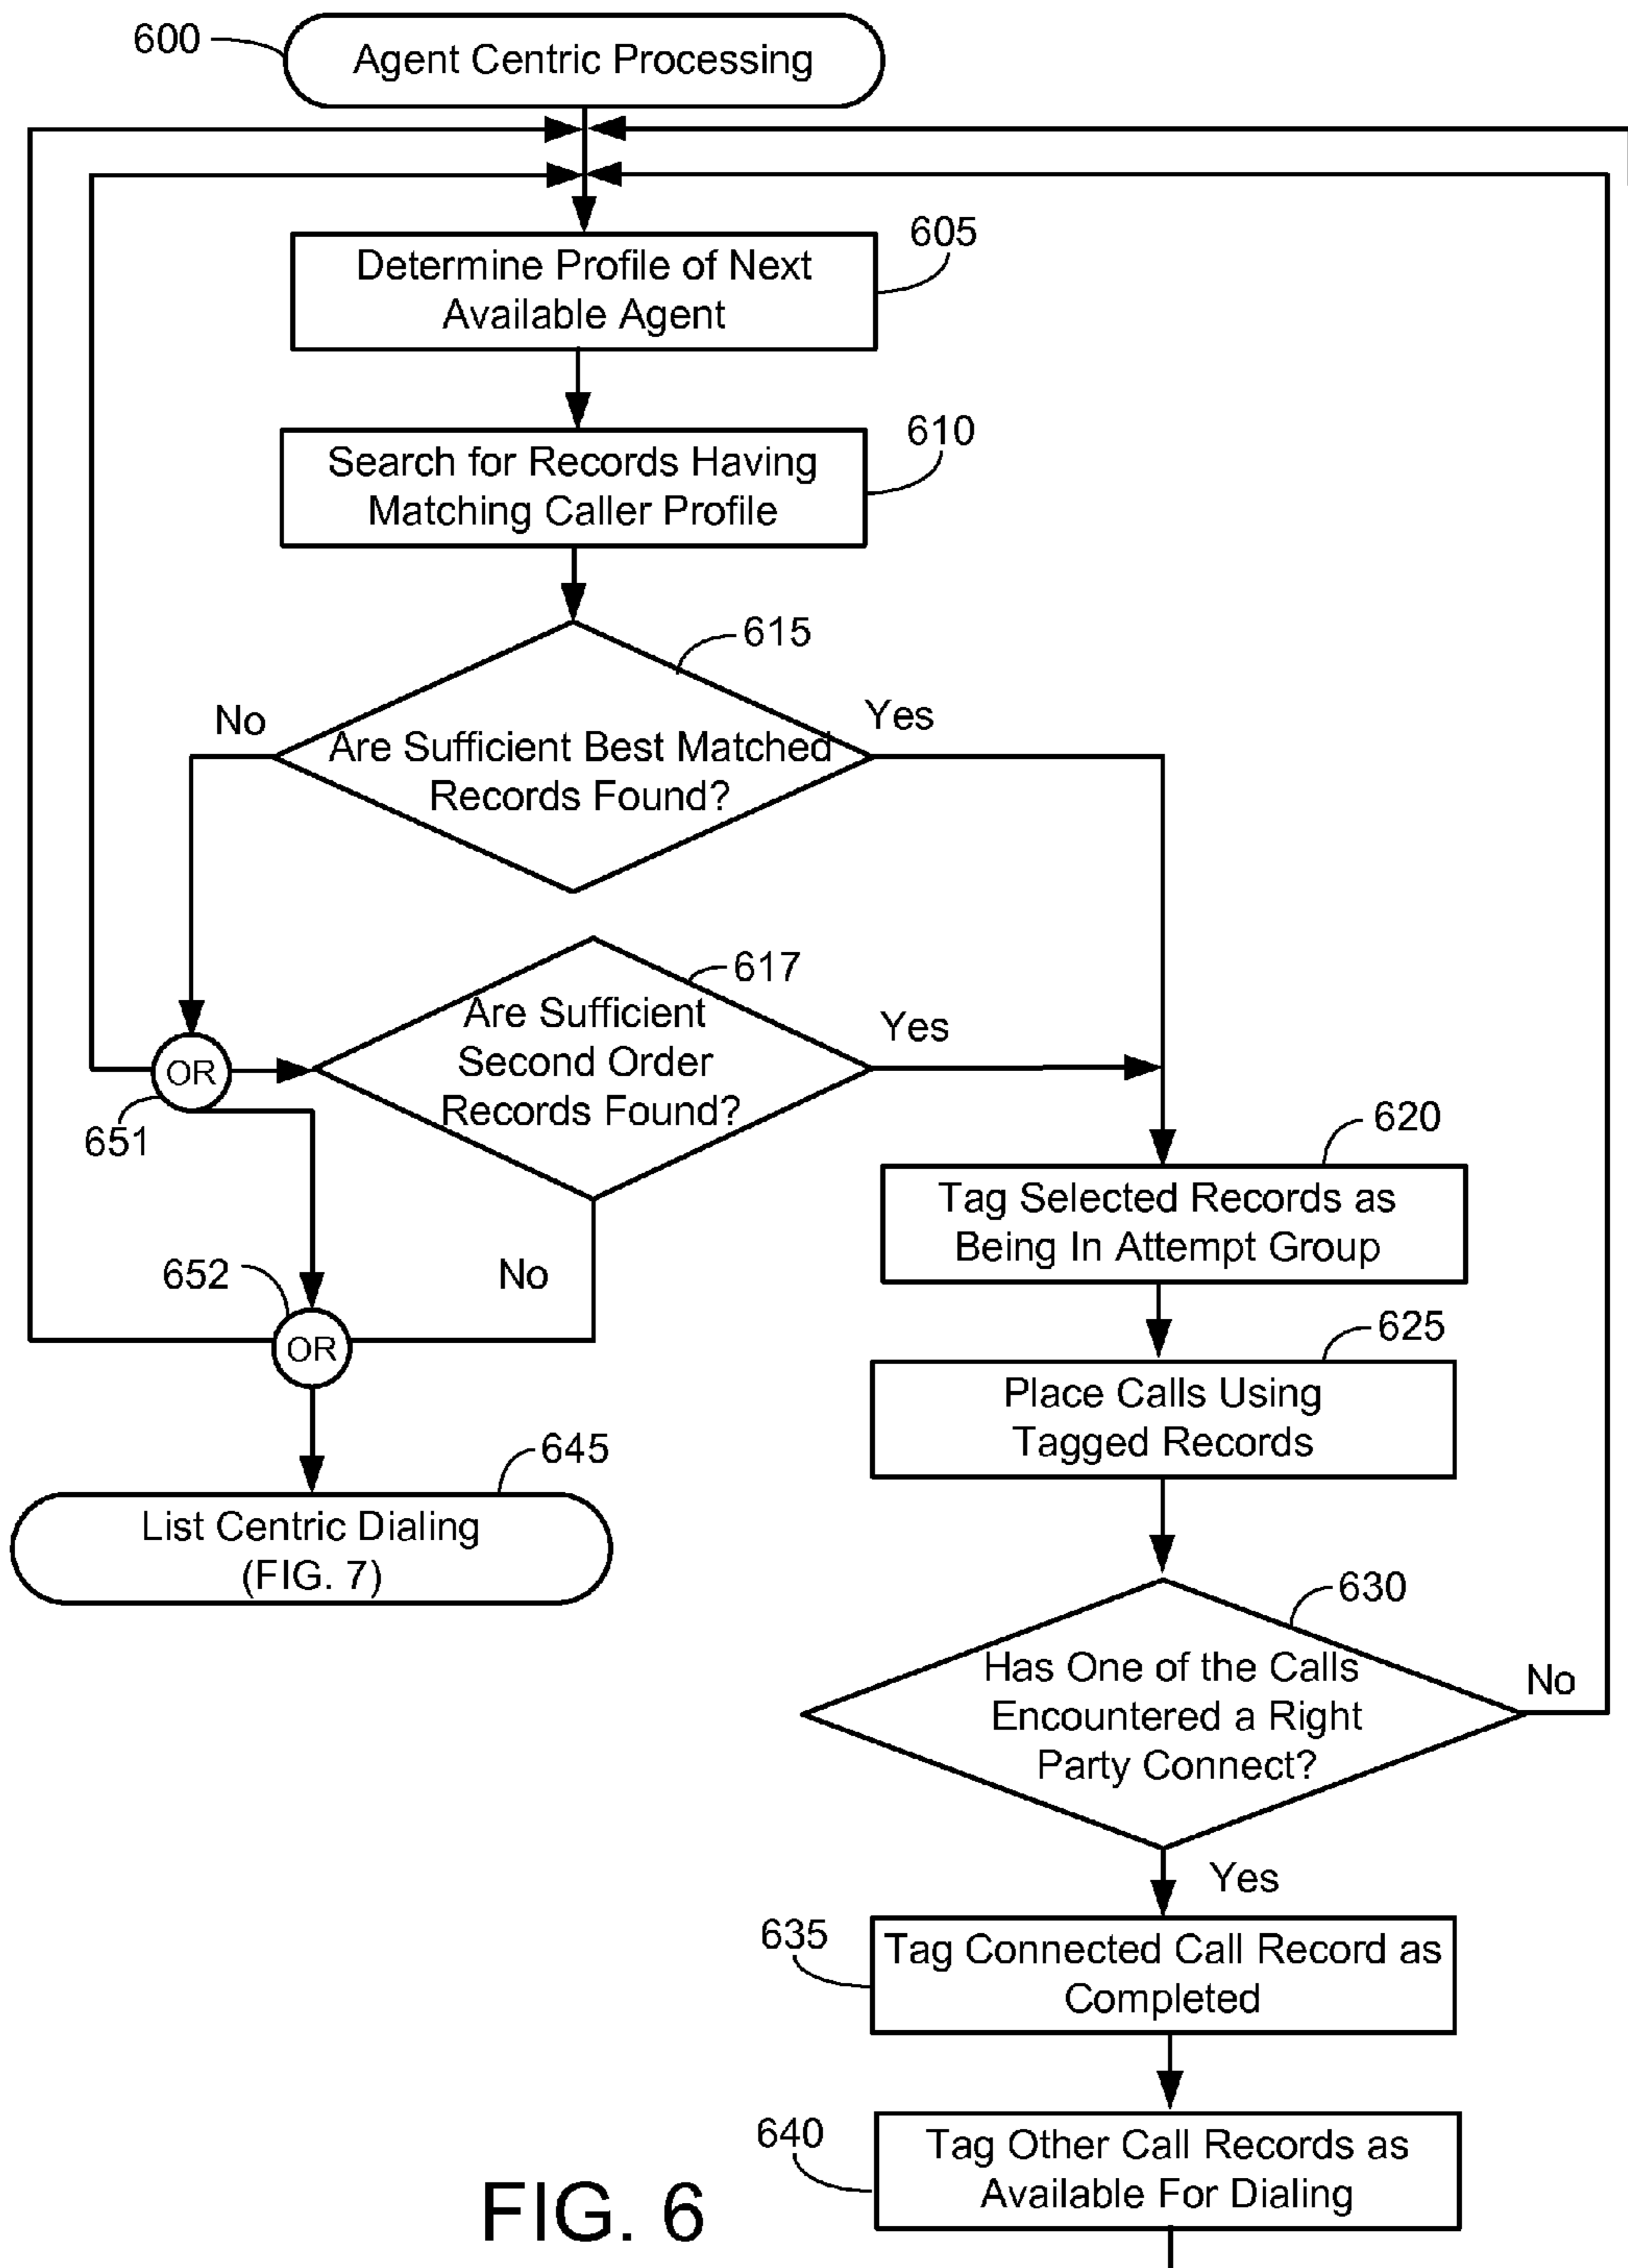 600
Agent Centric Processing
605
Determine Profile of Next
Available Agent
610
Search for Records Having
Matching Caller Profile
615
No
Yes
Are Sufficient Best Matched
Records Found?
617
Are Sufficient
Second Order
Records Found?
Yes
OR
651
620
Tag Selected Records as
Being In Attempt Group
652
No
OR
625
Place Calls Using
Tagged Records
645
List Centric Dialing
(FIG. 7)
630
Has One of the Calls
Encountered a Right
Party Connect?
No
Yes
635
Tag Connected Call Record as
Completed
640
Tag Other Call Records as
Available For Dialing
FIG. 6